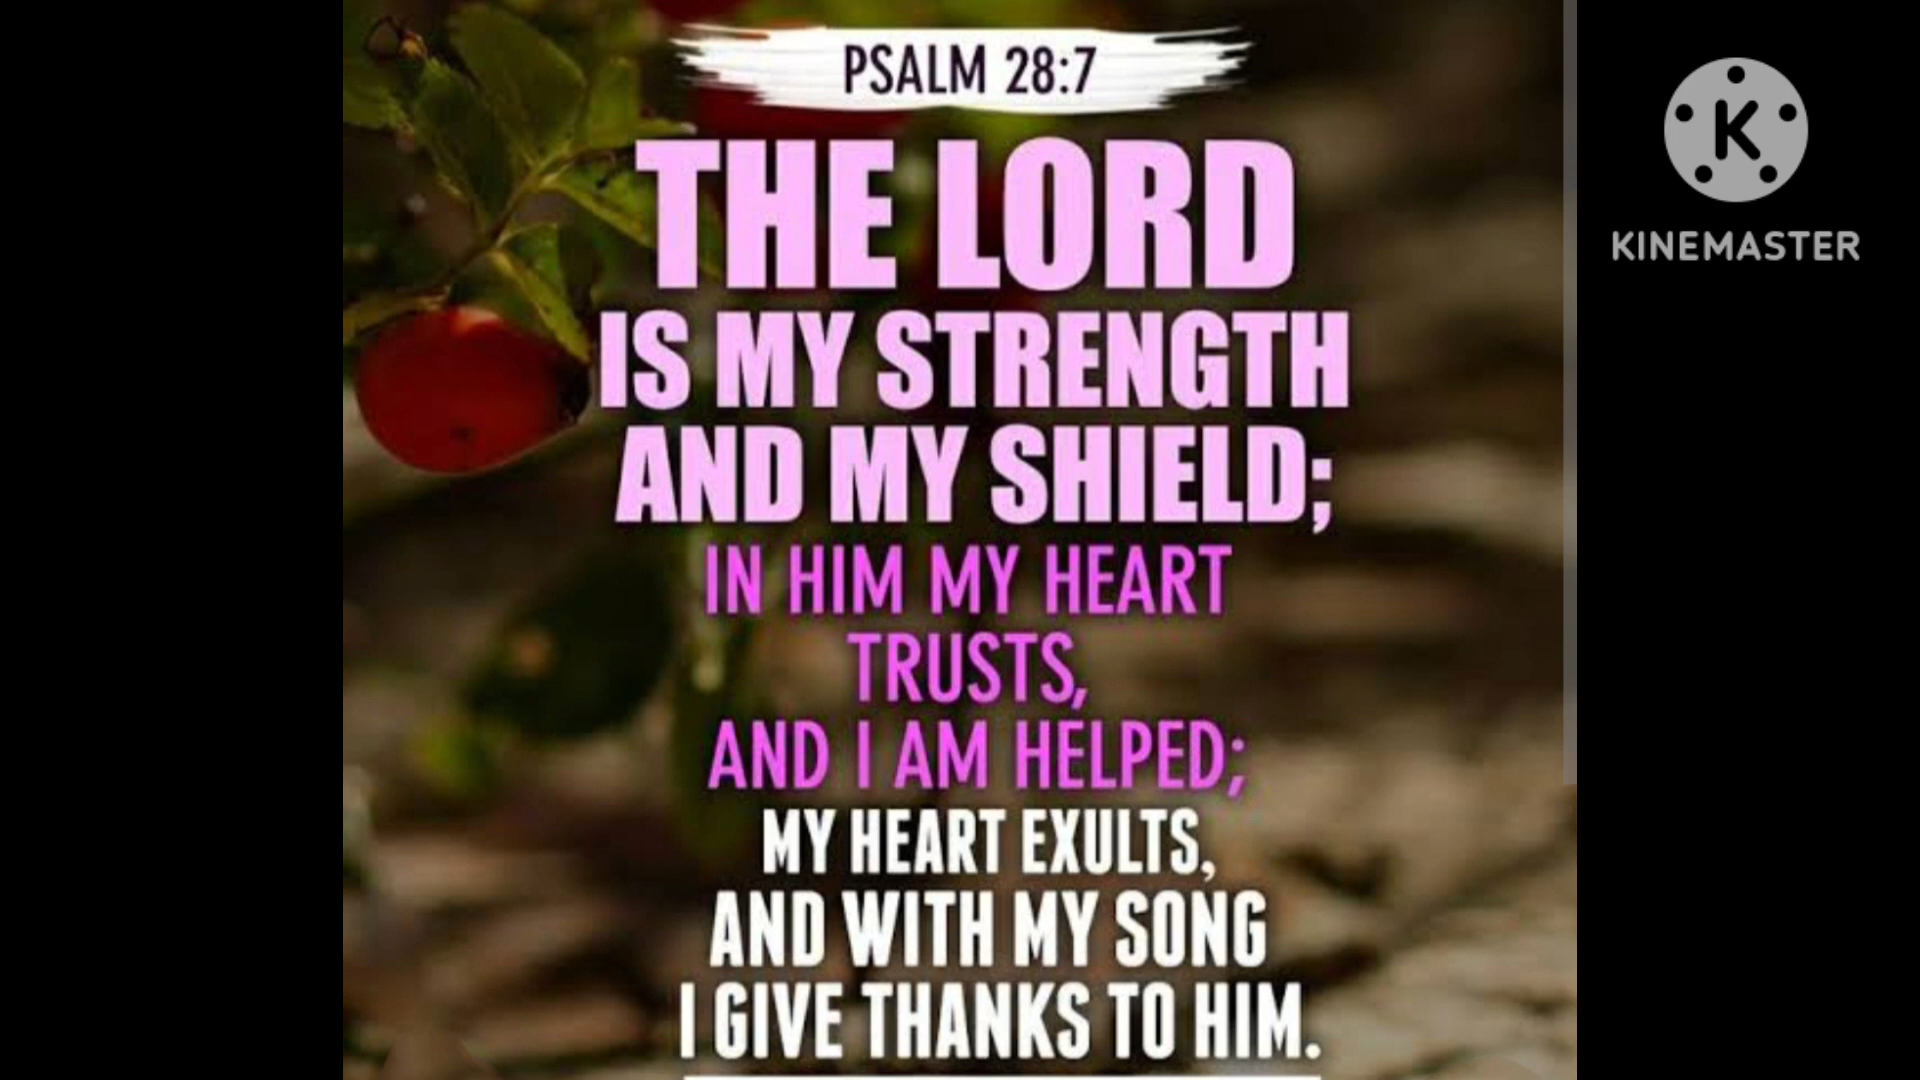 PSALM 28:7
THE LORD
IS MY STRENGTH
AND MY SHIELD;
IN HIM MY HEART
TRUSTS,
AND I AM HELPED;
MY HEART EXULTS,
AND WITH MY SONG
I GIVE THANKS TO HIM.
K
KINEMASTER